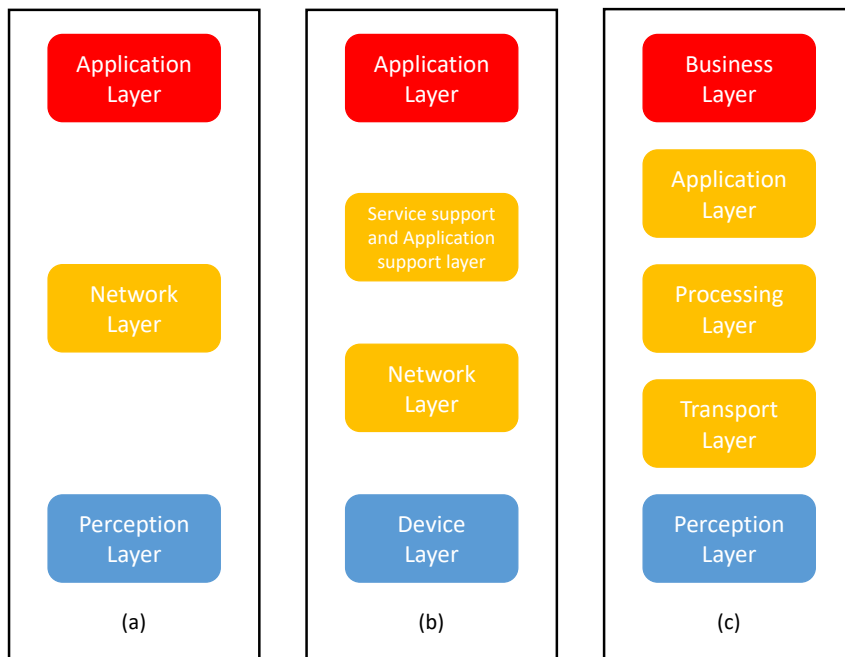 Application
Layer
Network
Layer
Perception
Layer
(a)
Application
Layer
Service support
and Application
support layer
Network
Layer
Device
Layer
(b)
Business
Layer
Application
Layer
Processing
Layer
Transport
Layer
Perception
Layer
(c)